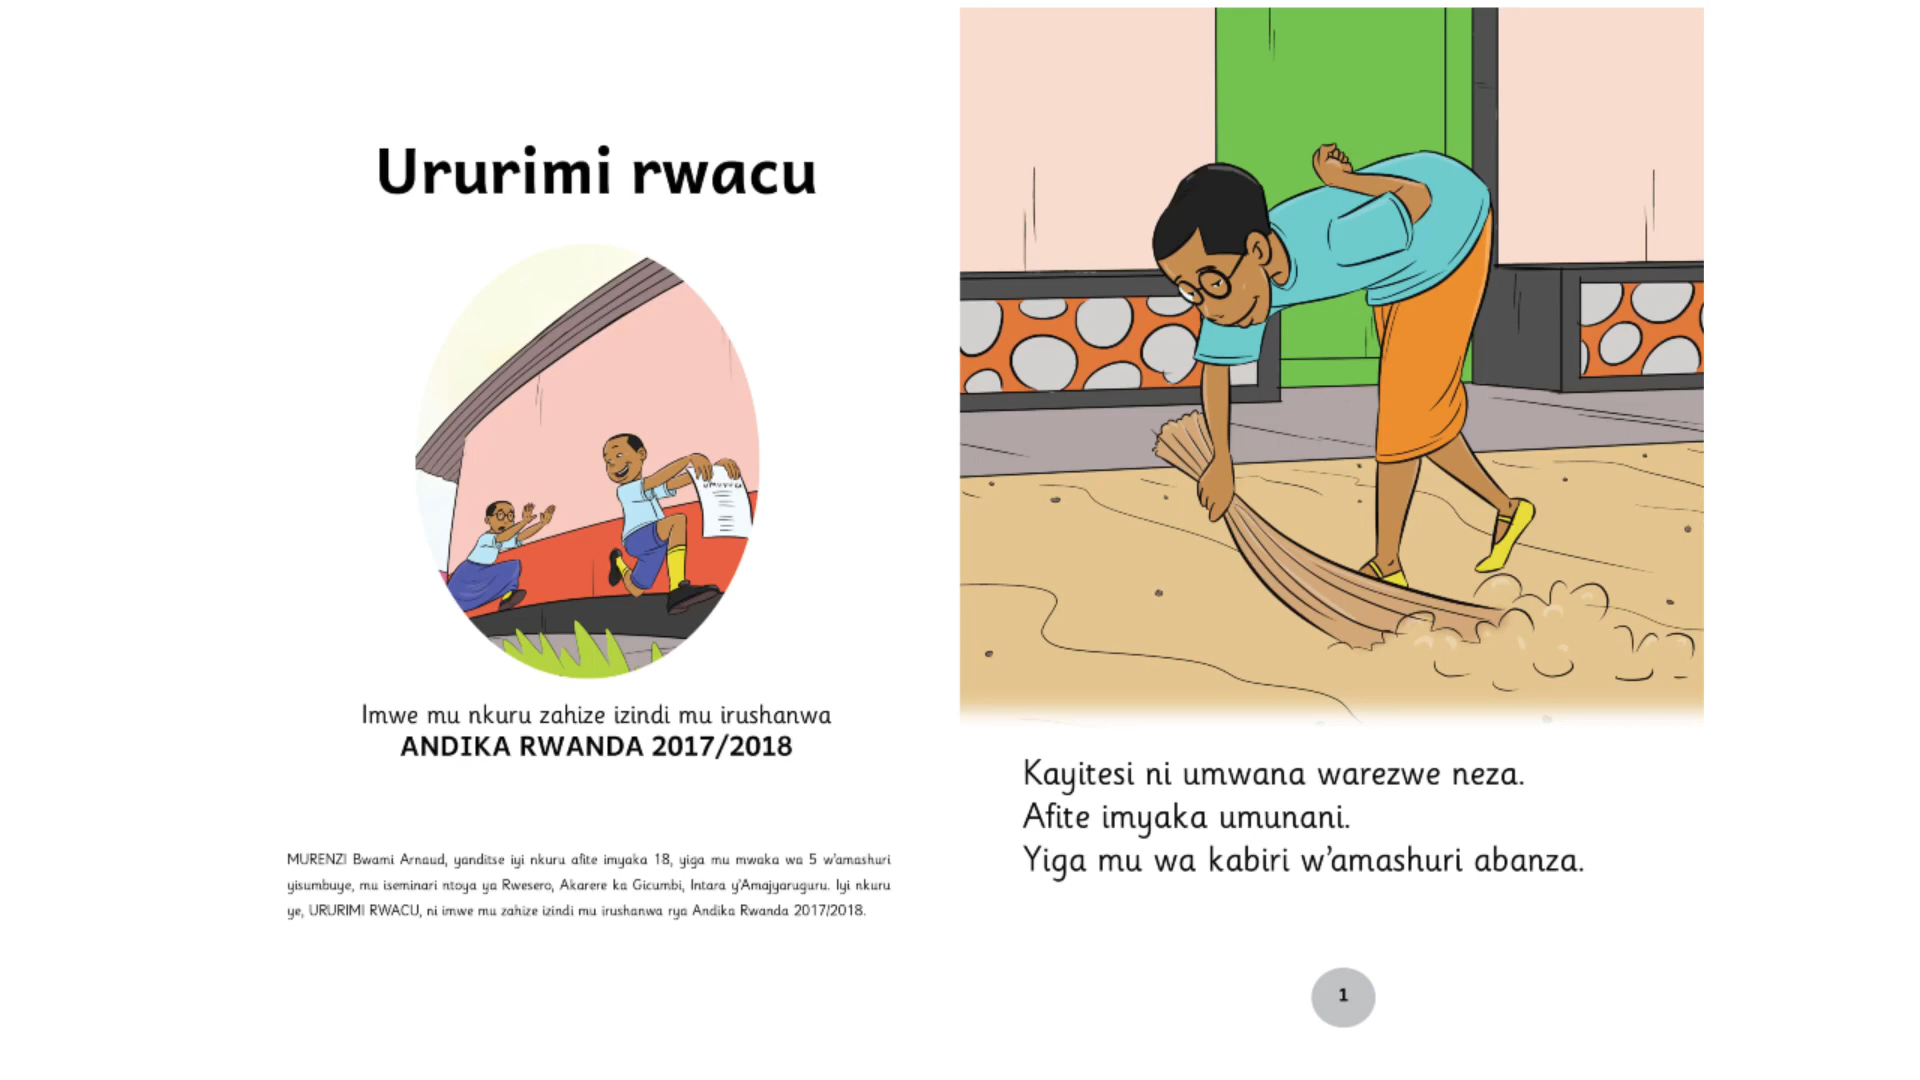 Ururimi rwacu
Imwe mu nkuru zahize izindi mu irushanwa
ANDIKA RWANDA 2017/2018
MURENZI Bwami Arnaud, yanditse iyi nkuru afite imyaka 18, yiga mu mwaka wa 5 w'amashuri
yisumbuye, mu iseminari ntoya ya Rwesero, Akarere ka Gicumbi, Intara y'Amajyaruguru. Iyi nkuru
ye, URURIMI RWACU, ni imwe mu zahize izindi mu irushanwa rya Andika Rwanda 2017/2018.
Kayitesi ni umwana warezwe neza.
Afite imyaka umunani.
Yiga mu wa kabiri w'amashuri abanza.
1